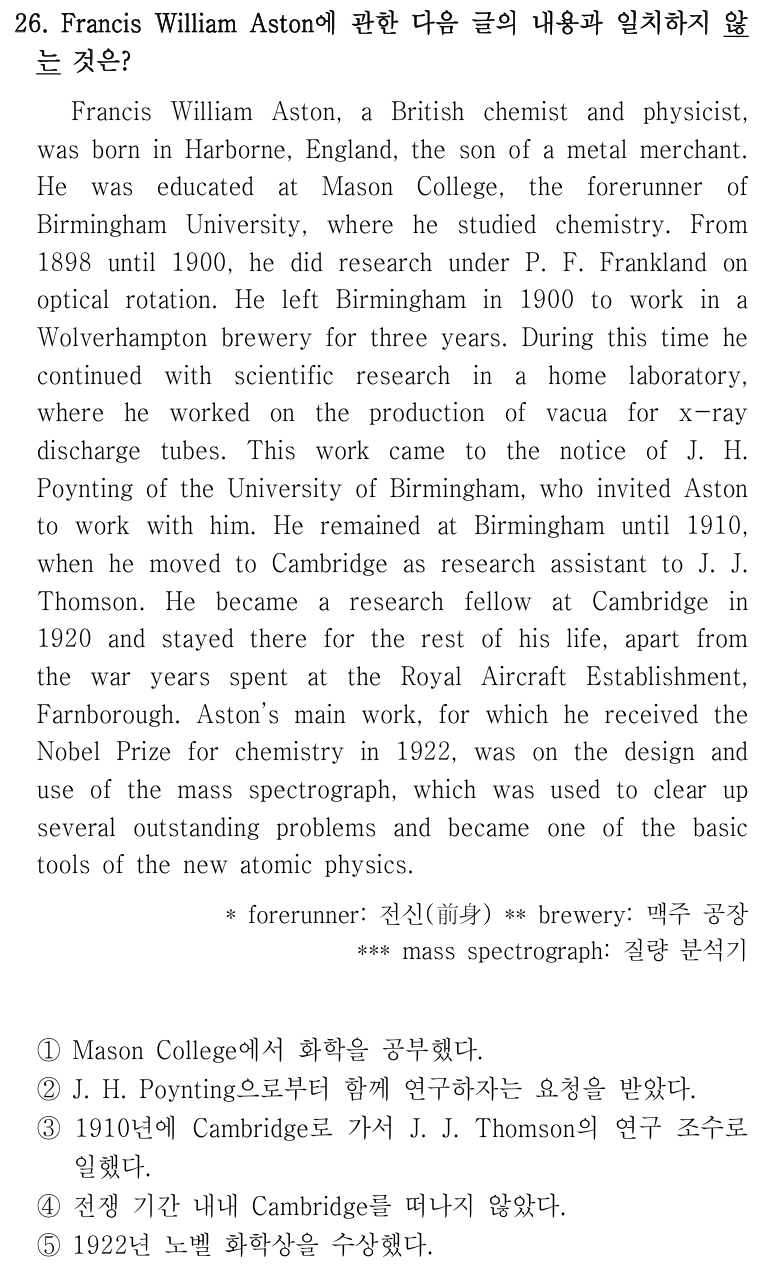 26. Francis William Aston에 관한 다음 글의 내용과 일치하지 않
는 것은?
Francis William Aston, a British chemist and physicist,
was born in Harborne, England, the son of a metal merchant.
He was educated at Mason College, the forerunner of
Birmingham University, where he studied chemistry. From
1898 until 1900, he did research under P. F. Frankland on
optical rotation. He left Birmingham in 1900 to work in a
Wolverhampton brewery for three years. During this time he
continued with scientific research in a home laboratory,
where he worked on the production of vacua for x-ray
discharge tubes. This work came to the notice of J. H.
Poynting of the University of Birmingham, who invited Aston
to work with him. He remained at Birmingham until 1910,
when he moved to Cambridge as research assistant to J. J.
Thomson. He became a research fellow at Cambridge in
1920 and stayed there for the rest of his life, apart from
the war years spent at the Royal Aircraft Establishment,
Farnborough. Aston's main work, for which he received the
Nobel Prize for chemistry in 1922, was on the design and
use of the mass spectrograph, which was used to clear up
several outstanding problems and became one of the basic
tools of the new atomic physics.
* forerunner: 전신(前身) ** brewery: 맥주 공장
*** mass spectrograph: 질량 분석기
① Mason College에서 화학을 공부했다.
② J. H. Poynting으로부터 함께 연구하자는 요청을 받았다.
③ 1910년에 Cambridge로 가서 J. J. Thomson의 연구 조수로
일했다.
④ 전쟁 기간 내내 Cambridge를 떠나지 않았다.
⑤ 1922년 노벨 화학상을 수상했다.